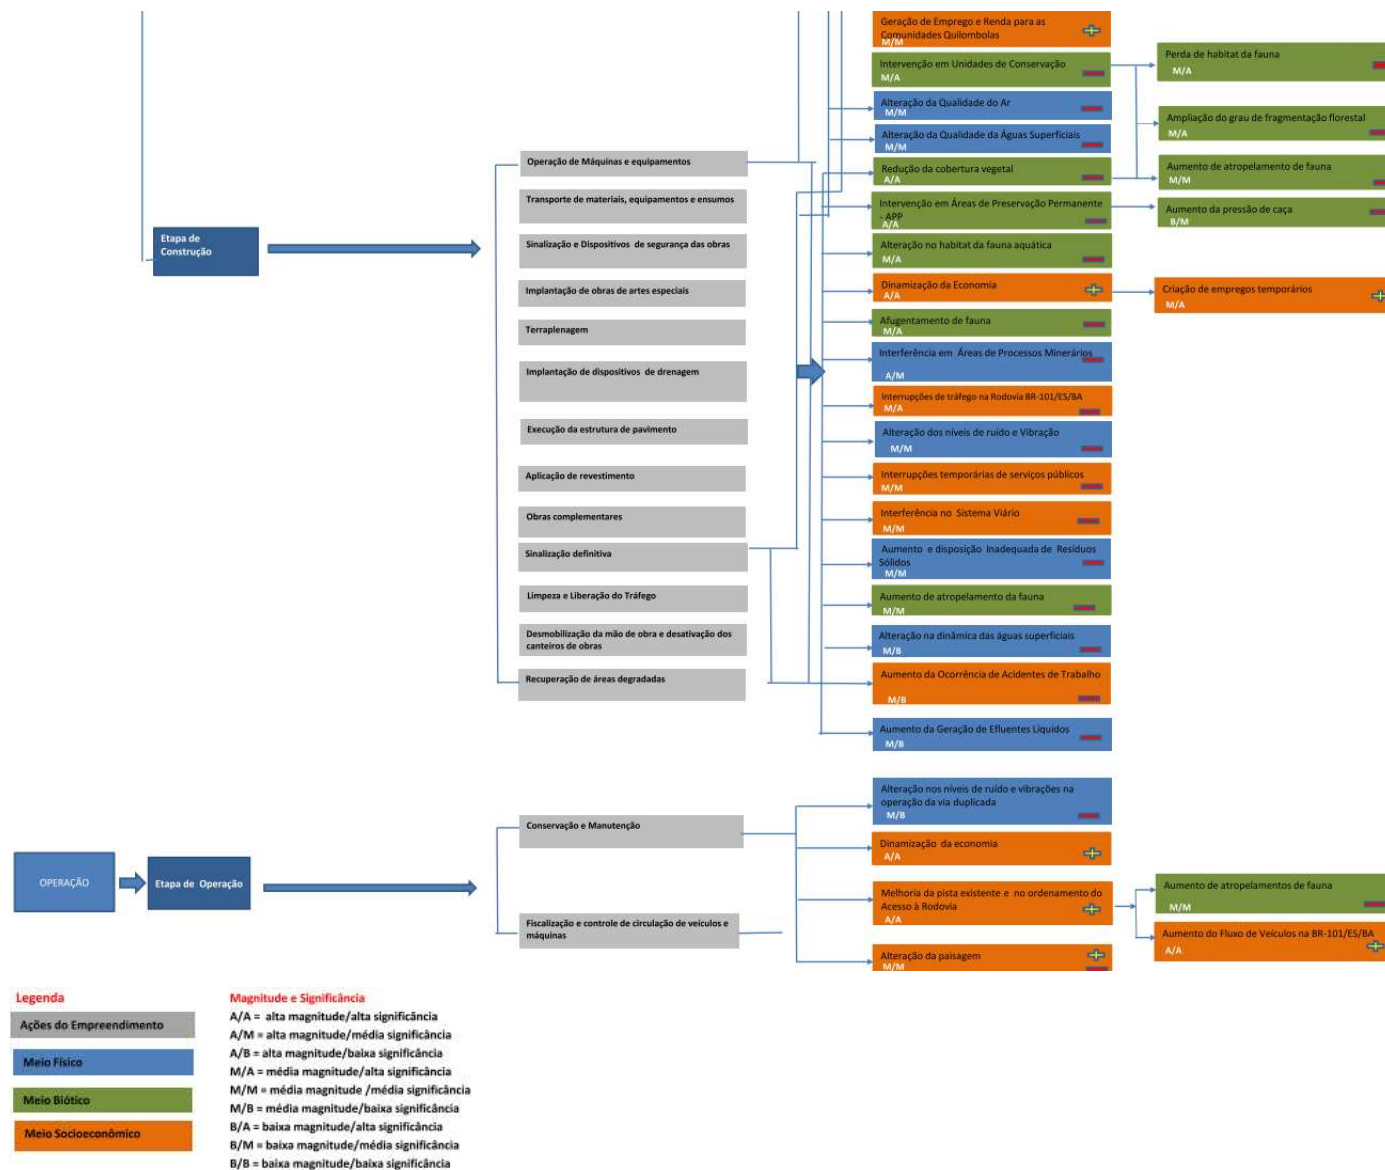 Geração de Emprego e Renda para as
Comunidades Quilombolas
M/M
Intervenção em Unidades de Conservação
M/A
Perda de habitat da fauna
M/A
Alteração da Qualidade do Ar
M/M
Ampliação do grau de fragmentação florestal
M/A
Alteração da Qualidade da Águas Superficiais
M/M
Operação de Máquinas e equipamentos
Redução da cobertura vegetal
A/A
Aumento de atropelamento de fauna
M/M
Transporte de materiais, equipamentos e ensumos
Intervenção em Áreas de Preservação Permanente
- APP
A/A
Aumento da pressão de caça
B/M
Etapa de
Construção
Sinalização e Dispositivos de segurança das obras
Alteração no habitat da fauna aquática
M/A
Implantação de obras de artes especiais
Dinamização da Economia
A/A
Criação de empregos temporários
M/A
Terraplenagem
Afugentamento de fauna
M/A
Implantação de dispositivos de drenagem
Interferência em Áreas de Processos Minerários
A/M
Interrupções de tráfego na Rodovia BR-101/ES/BA
M/A
Execução da estrutura de pavimento
Alteração dos níveis de ruído e Vibração
M/M
Aplicação de revestimento
Interrupções temporárias de serviços públicos
M/M
Obras complementares
Interferência no Sistema Viário
M/M
Sinalização definitiva
Aumento e disposição Inadequada de Resíduos
Sólidos
M/M
Limpeza e Liberação do Tráfego
Aumento de atropelamento da fauna
M/M
Desmobilização da mão de obra e desativação dos
canteiros de obras
Alteração na dinâmica das águas superficiais
M/B
Recuperação de áreas degradadas
Aumento da Ocorrência de Acidentes de Trabalho
M/B
Aumento da Geração de Efluentes Líquidos
M/B
Alteração nos níveis de ruído e vibrações na
operação da via duplicada
M/B
Conservação e Manutenção
Dinamização da economia
A/A
OPERAÇÃO
Etapa de Operação
Melhoria da pista existente e no ordenamento do
Acesso à Rodovia
A/A
Aumento de atropelamentos de fauna
M/M
Fiscalização e controle de circulação de veículos e
máquinas
Aumento do Fluxo de Veículos na BR-101/ES/BA
A/A
Alteração da paisagem
M/M
Legenda
Ações do Empreendimento
Meio Físico
Meio Biótico
Meio Socioeconômico
Magnitude e Significância
A/A = alta magnitude/alta significância
A/M = alta magnitude/média significância
A/B = alta magnitude/baixa significância
M/A = média magnitude/alta significância
M/M = média magnitude /média significância
M/B = média magnitude/baixa significância
B/A = baixa magnitude/alta significância
B/M = baixa magnitude/média significância
B/B = baixa magnitude/baixa significância